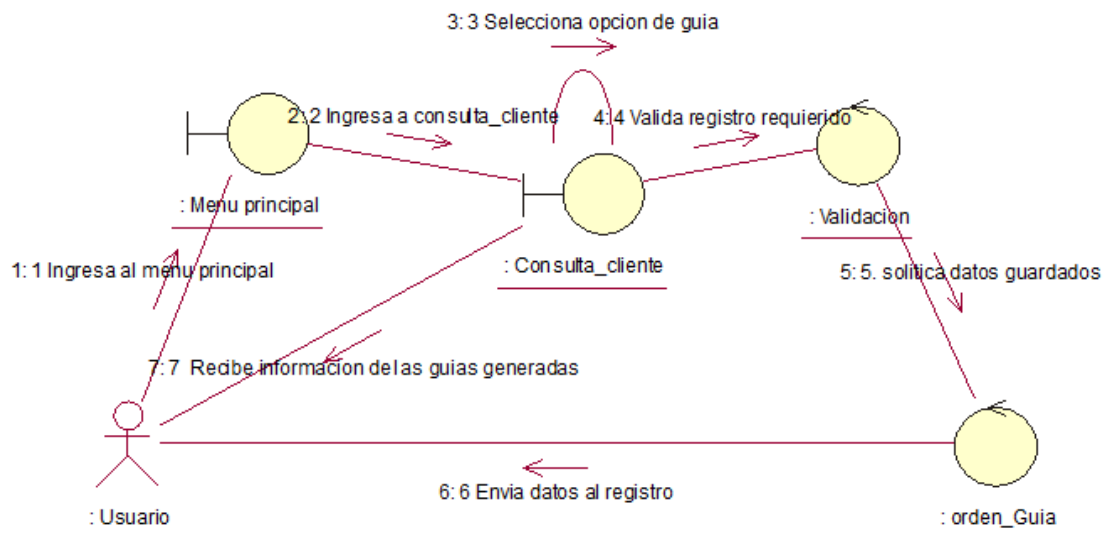 3: 3 Selecciona opcion de guia
2: 2 Ingresa a consulta_cliente
4: 4 Valida registro requierido
: Menu principal
: Validacion
1: 1 Ingresa al menu principal
: Consulta_cliente
5: 5. solitica datos guardados
7: 7 Recibe informacion de las guias generadas
6: 6 Envia datos al registro
: Usuario
: orden_Guia